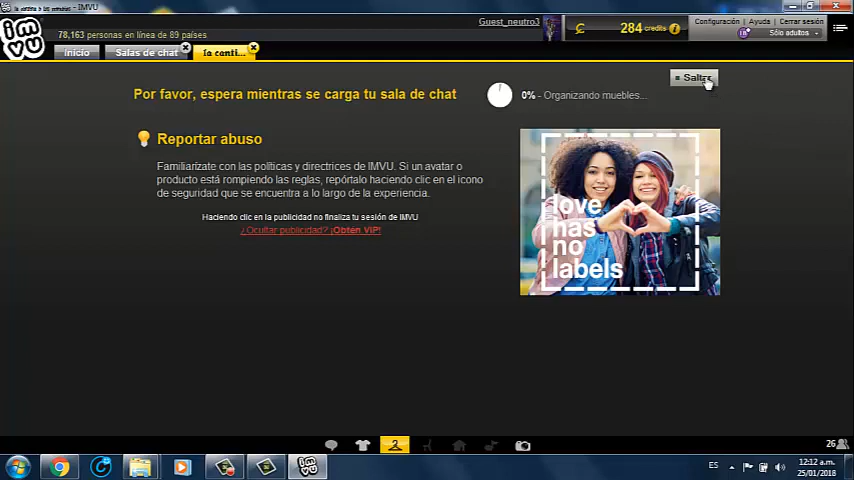 - IMVU
Guest_neutro3
284 credits
Configuración | Ayuda | Cerrar sesión
Sólo adultos
imvu
78,163 personas en línea de 89 países
Inicio
Salas de chat
la canti...
Saltar
Por favor, espera mientras se carga tu sala de chat
0% - Organizando muebles...
Reportar abuso
Familiarízate con las políticas y directrices de IMVU. Si un avatar o
producto está rompiendo las reglas, repórtalo haciendo clic en el icono
de seguridad que se encuentra a lo largo de la experiencia.
Haciendo clic en la publicidad no finaliza tu sesión de IMVU
¿Ocultar publicidad? ¡Obtén VIP!
love
has
no
labels
26
imvu
ES
12:12 a.m.
25/01/2018